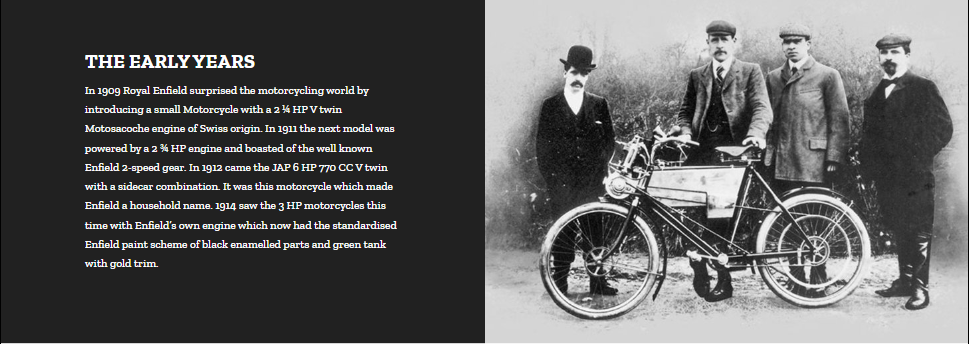 THE EARLY YEARS
In 1909 Royal Enfield surprised the motorcycling world by
introducing a small Motorcycle with a 2 ¼ HP V twin
Motosacoche engine of Swiss origin. In 1911 the next model was
powered by a 2 ¾ HP engine and boasted of the well known
Enfield 2-speed gear. In 1912 came the JAP 6 HP 770 CC V twin
with a sidecar combination. It was this motorcycle which made
Enfield a household name. 1914 saw the 3 HP motorcycles this
time with Enfield's own engine which now had the standardised
Enfield paint scheme of black enamelled parts and green tank
with gold trim.